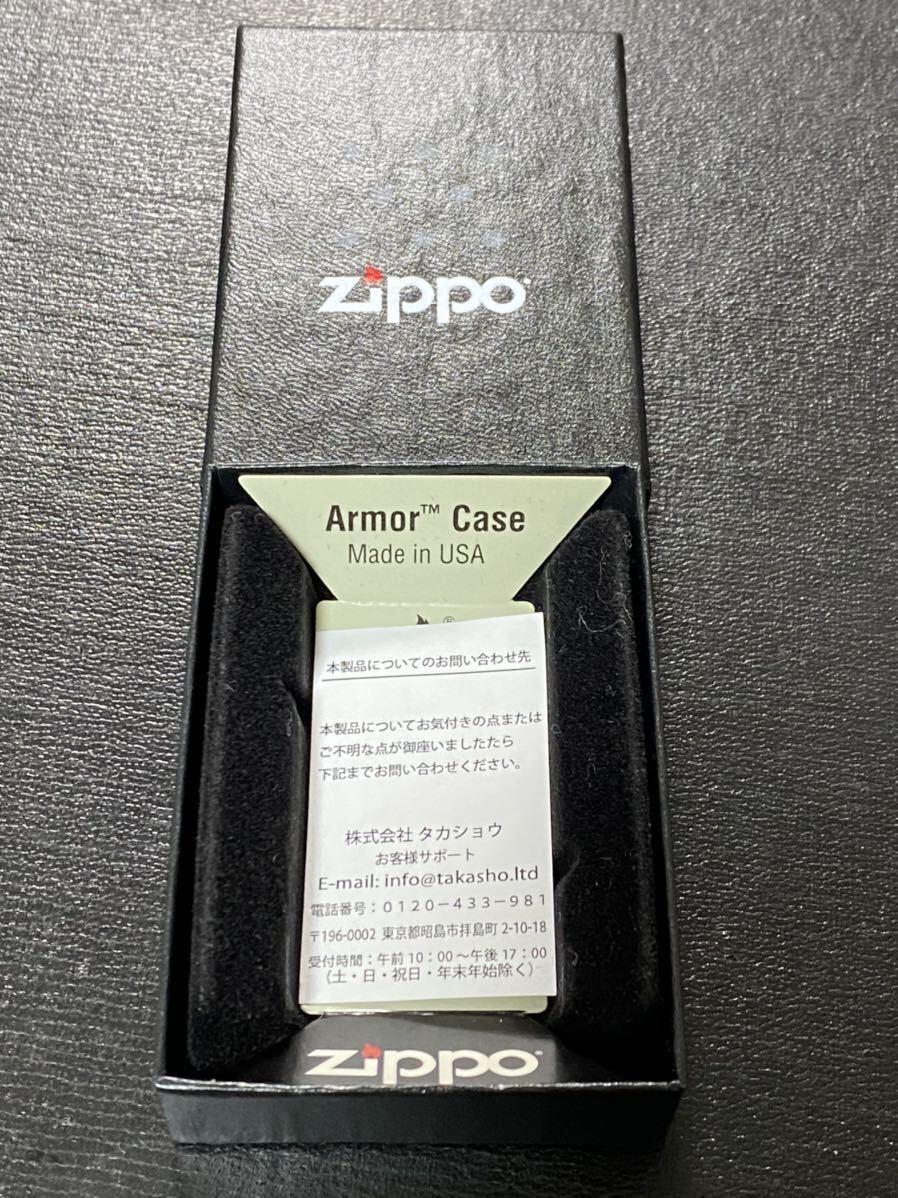 zippo
Armor™ Case
Made in USA
®
本製品についてのお問い合わせ先
本製品についてお気付きの点または
ご不明な点が御座いましたたら
下記までお問い合わせください。
株式会社 タカショウ
お客様サポート
E-mail: info@takasho.ltd
電話番号：０１２０－４３３－９８１
〒196-0002 東京都昭島市拝島町 2-10-18
受付時間：午前 10：00 ～午後 17：00
（土・日・祝日・年末年始除く）
zippo